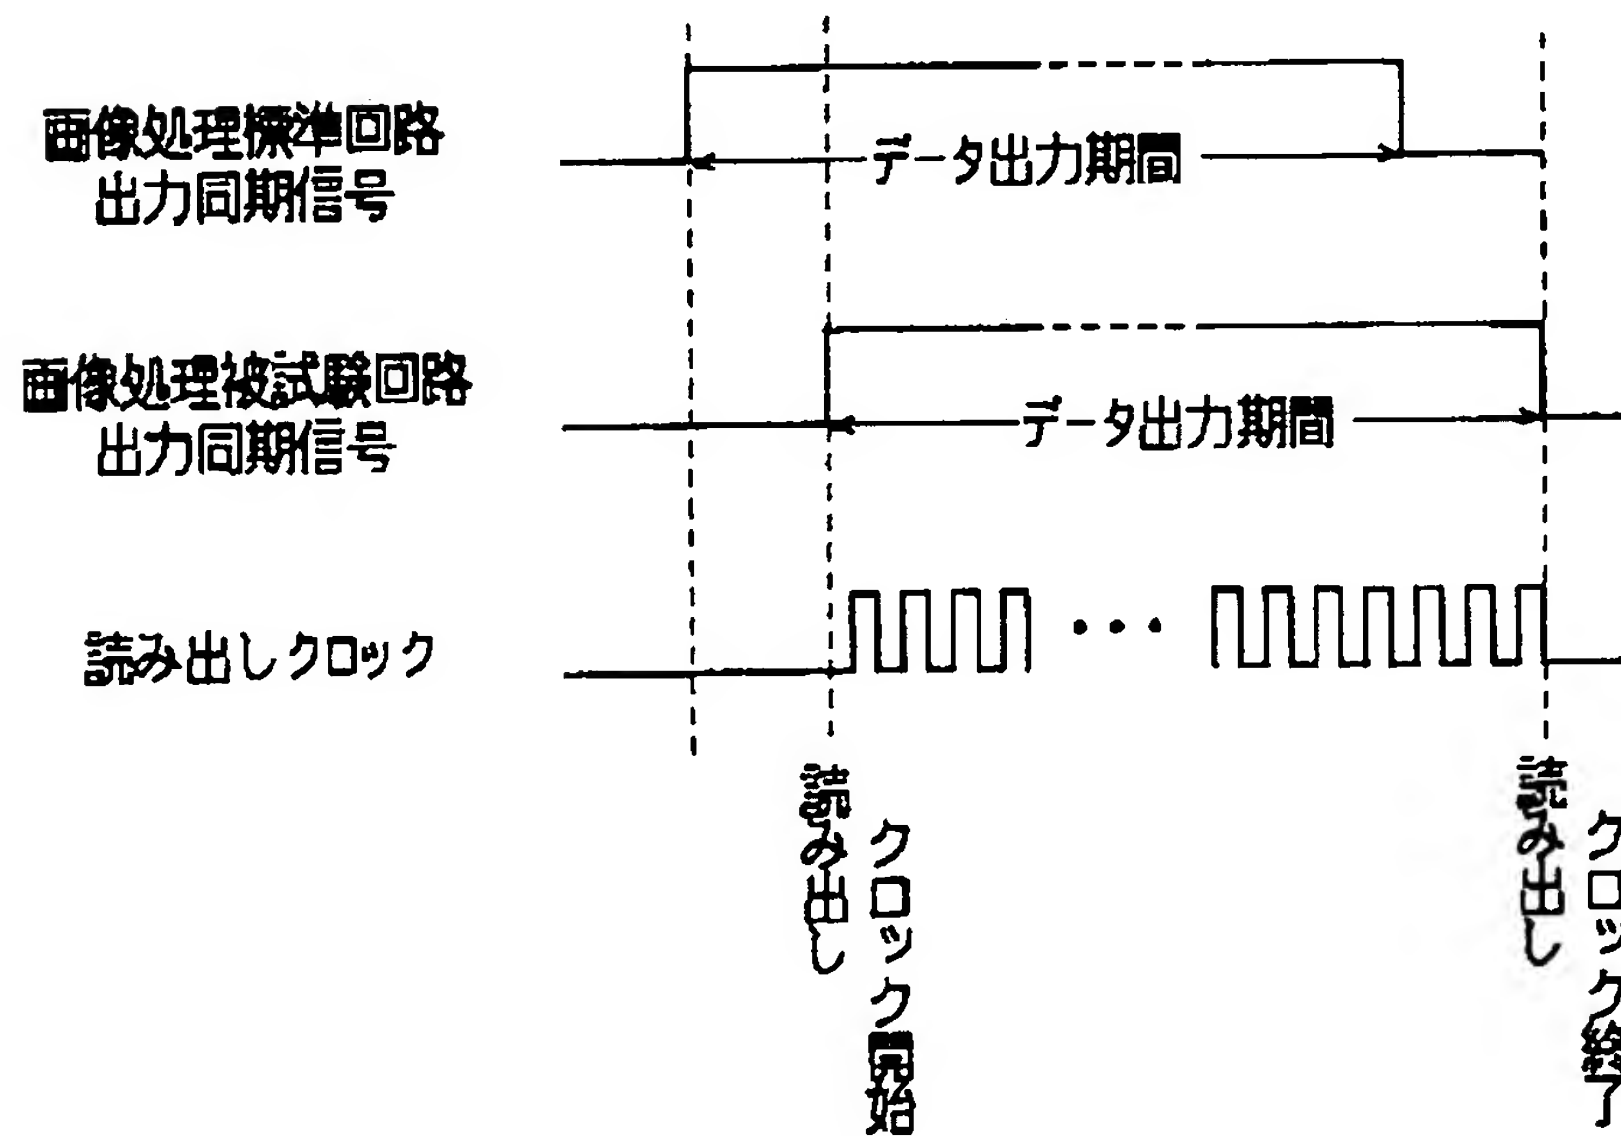 画像処理標準回路
出力同期信号
データ出力期間
画像処理被試験回路
出力同期信号
データ出力期間
読み出しクロック
読み出し
クロック開始
読み出し
クロック終了